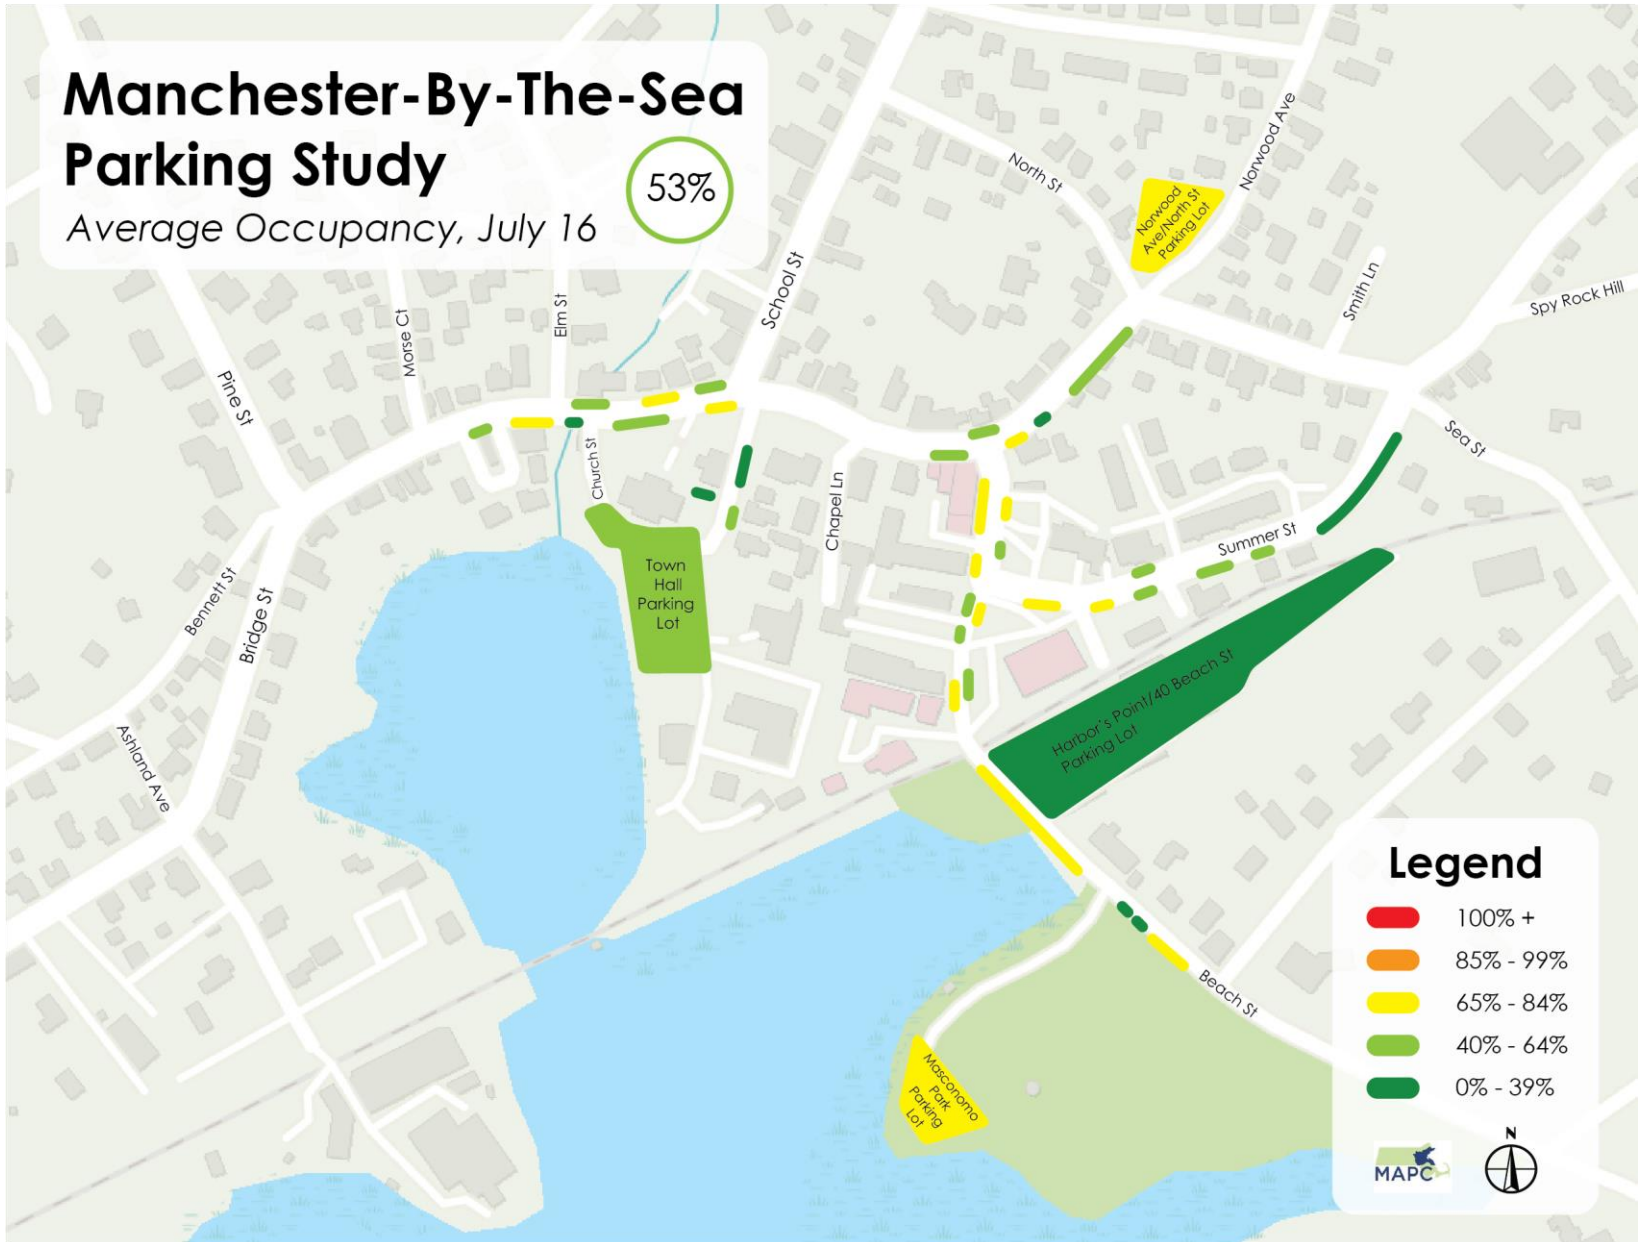 Manchester-By-The-Sea
Parking Study
Average Occupancy, July 16
53%
North St
Norwood Ave
Norwood
Ave/North St
Parking Lot
School St
Smith Ln
Spy Rock Hill
Elm St
Morse Ct
Pine St
Church St
Chapel Ln
Sea St
Summer St
Town
Hall
Parking
Lot
Bennett St
Bridge St
Ashland Ave
Harbor's Point/40 Beach St
Parking Lot
Beach St
Masconomo
Park
Parking
Lot
Legend
100% +
85% - 99%
65% - 84%
40% - 64%
0% - 39%
MAPC
N